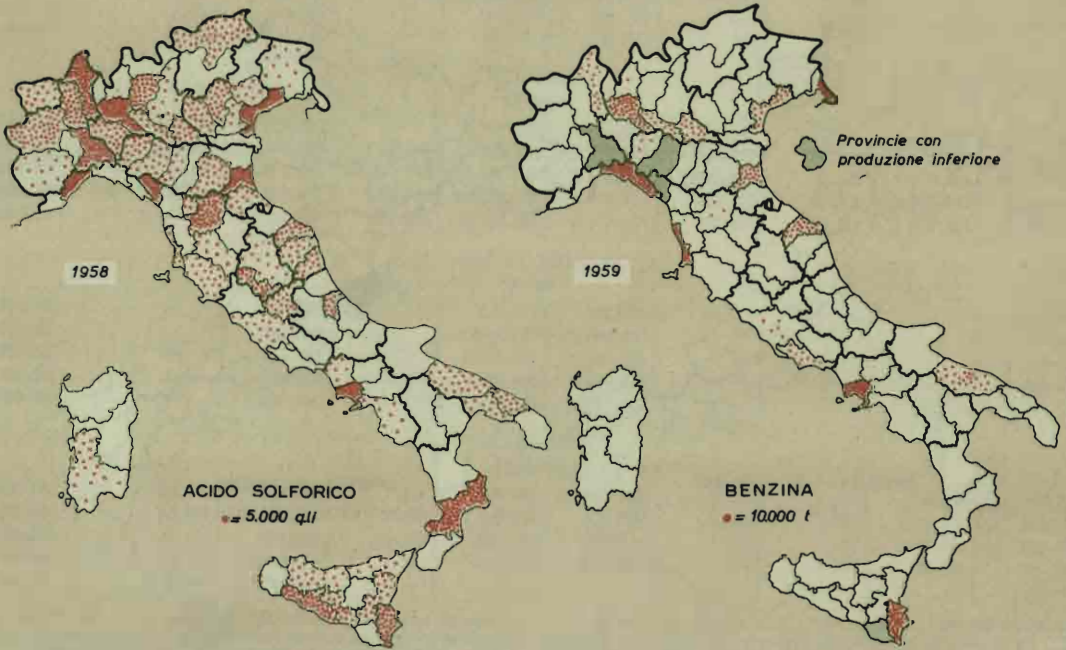 1958
ACIDO SOLFORICO
= 5.000 q.li
1959
Provincie con
produzione inferiore
BENZINA
= 10.000 t